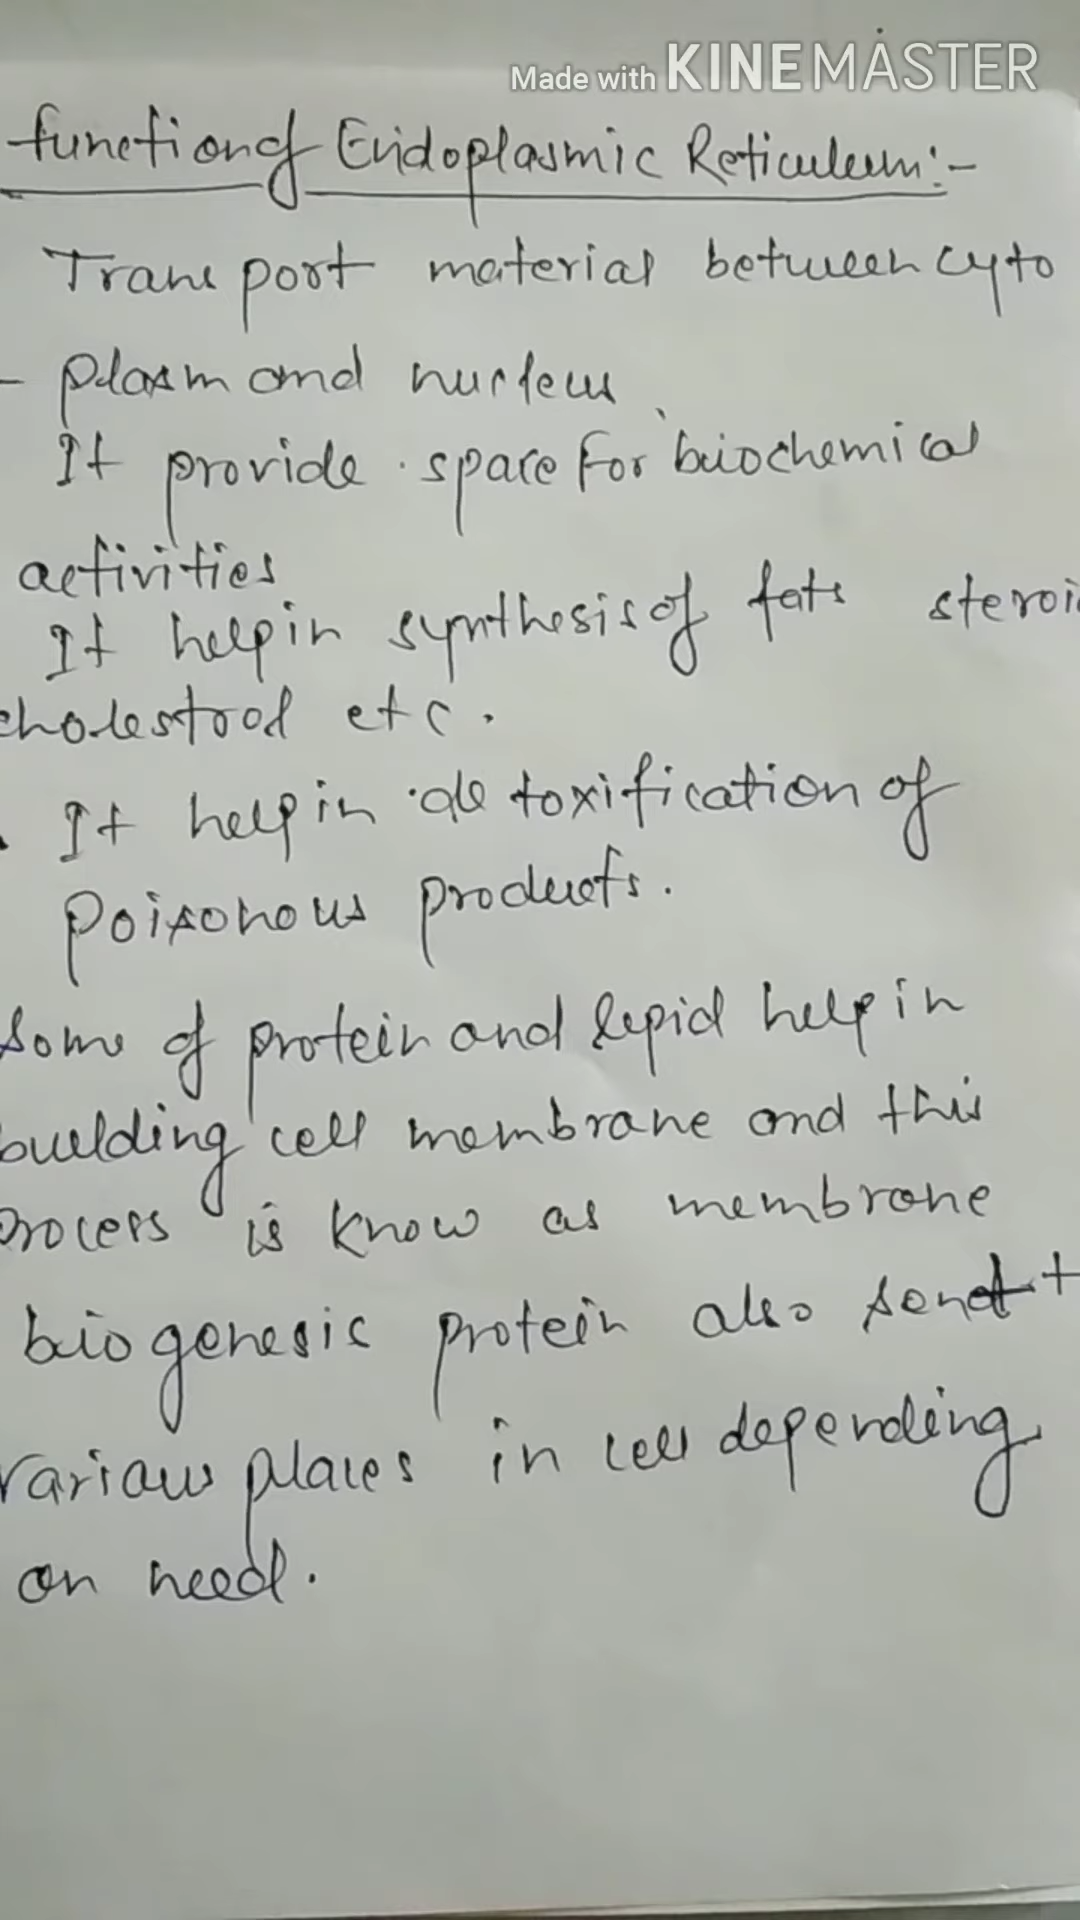 Made with KINEMASTER
function of Endoplasmic Reticulum:-
Transport material between cyto
- plasm and nucleus
It provide space for biochemical
activities
It help in synthesis of fats steroi
cholestrol etc.
It help in detoxification of
Poisonous products.
Some of protein and lepid help in
building cell membrane and this
process is know as membrane
biogenesis protein also send t
various places in cell depending
on need.